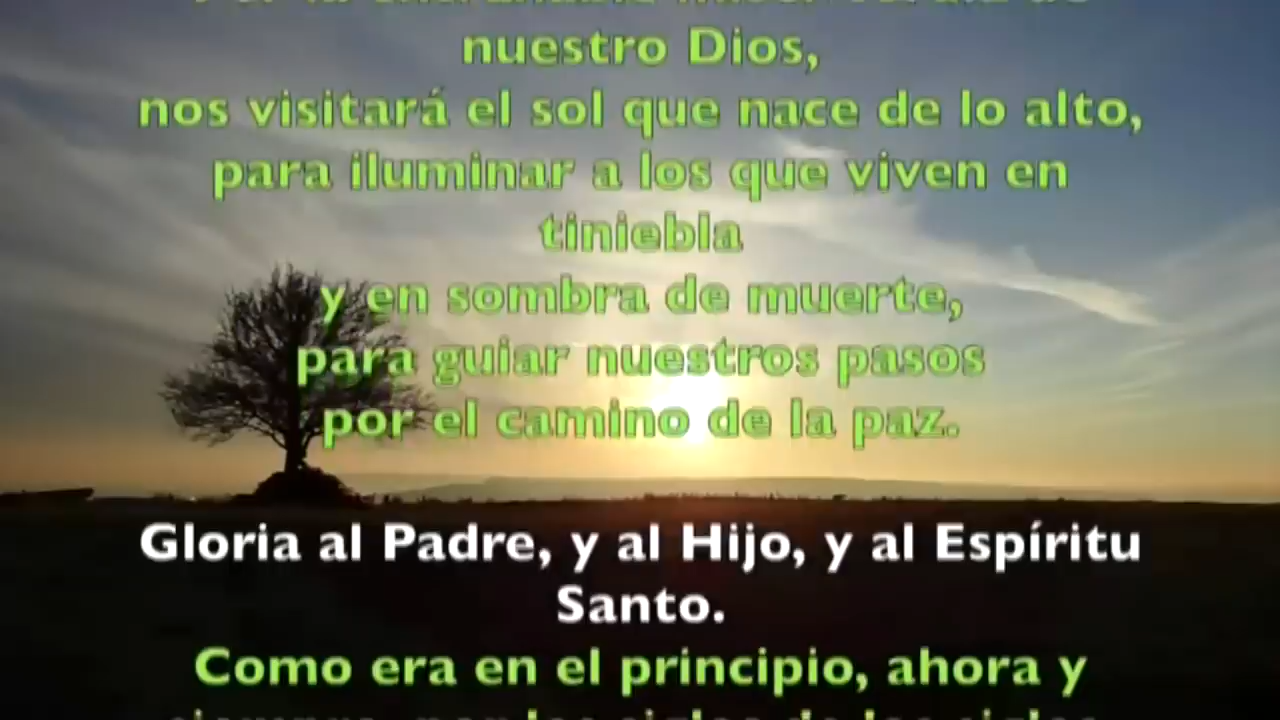 nuestro Dios,
nos visitará el sol que nace de lo alto,
para iluminar a los que viven en
tiniebla
y en sombra de muerte,
para guiar nuestros pasos
por el camino de la paz.
Gloria al Padre, y al Hijo, y al Espíritu
Santo.
Como era en el principio, ahora y